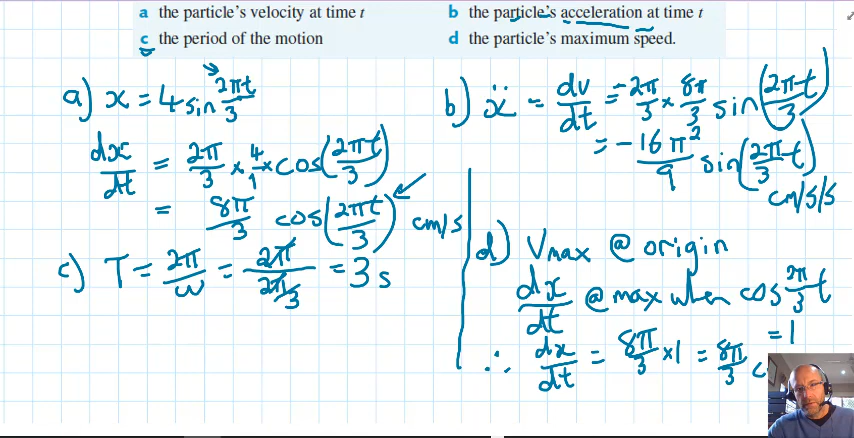 a the particle's velocity at time t
b the particle's acceleration at time t
c the period of the motion
d the particle's maximum speed.
a) x = 4 sin 2πt/3
dx/dt = 2π/3 × 4/1 × cos(2πt/3)
= 8π/3 cos(2πt/3) cm/s
c) T = 2π/ω = 2π/(2π/3) = 3 s
b) ẍ = dv/dt = -2π/3 × 8π/3 sin(2πt/3)
= -16π²/9 sin(2π/3 t)
cm/s/s
d) Vmax @ origin
dx/dt @ max when cos 2π/3 t
= 1
∴ dx/dt = 8π/3 × 1 = 8π/3